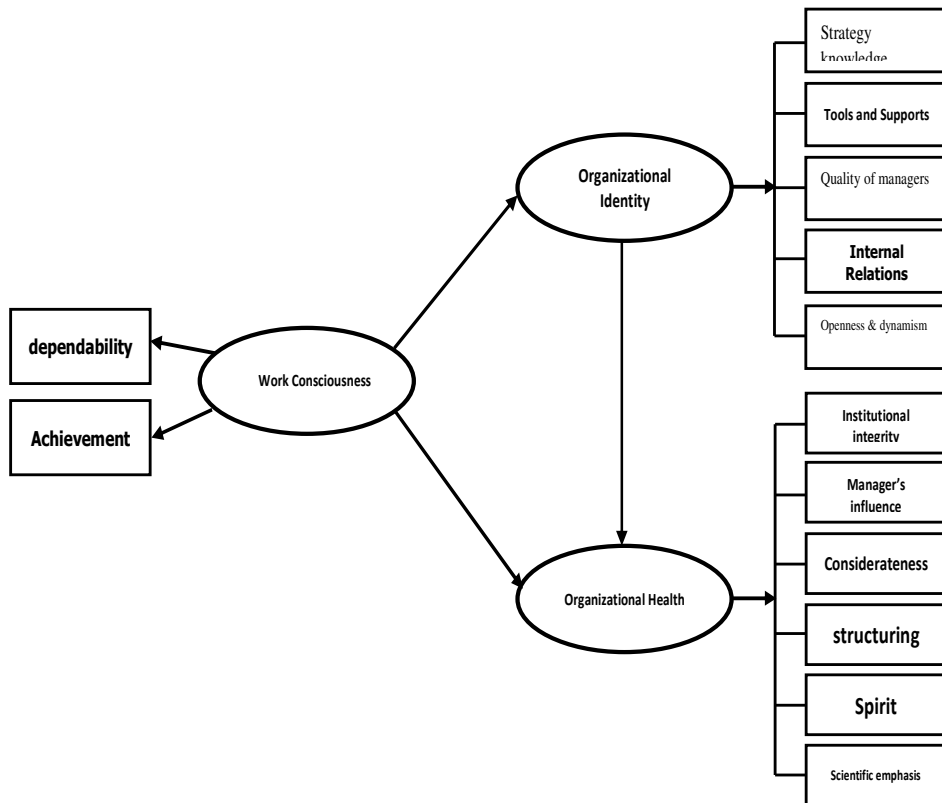 Strategy
knowledge
Tools and Supports
Quality of managers
Internal
Relations
Openness & dynamism
Organizational
Identity
dependability
Achievement
Work Consciousness
Organizational Health
Institutional
integrity
Manager’s
influence
Considerateness
structuring
Spirit
Scientific emphasis